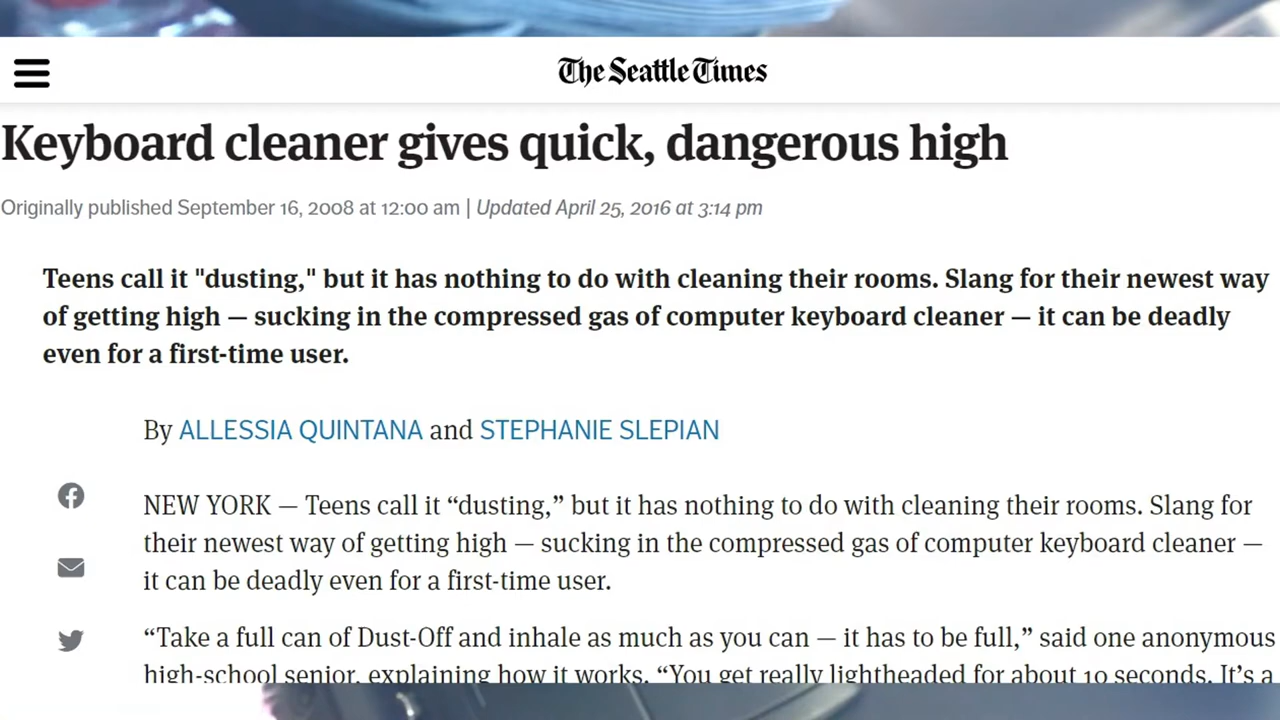 The Seattle Times
Keyboard cleaner gives quick, dangerous high
Originally published September 16, 2008 at 12:00 am | Updated April 25, 2016 at 3:14 pm
Teens call it "dusting," but it has nothing to do with cleaning their rooms. Slang for their newest way
of getting high — sucking in the compressed gas of computer keyboard cleaner — it can be deadly
even for a first-time user.
By ALLESSIA QUINTANA and STEPHANIE SLEPIAN
NEW YORK — Teens call it “dusting,” but it has nothing to do with cleaning their rooms. Slang for
their newest way of getting high — sucking in the compressed gas of computer keyboard cleaner —
it can be deadly even for a first-time user.
“Take a full can of Dust-Off and inhale as much as you can — it has to be full,” said one anonymous
high-school senior, explaining how it works. “You get really lightheaded for about 10 seconds. It’s a